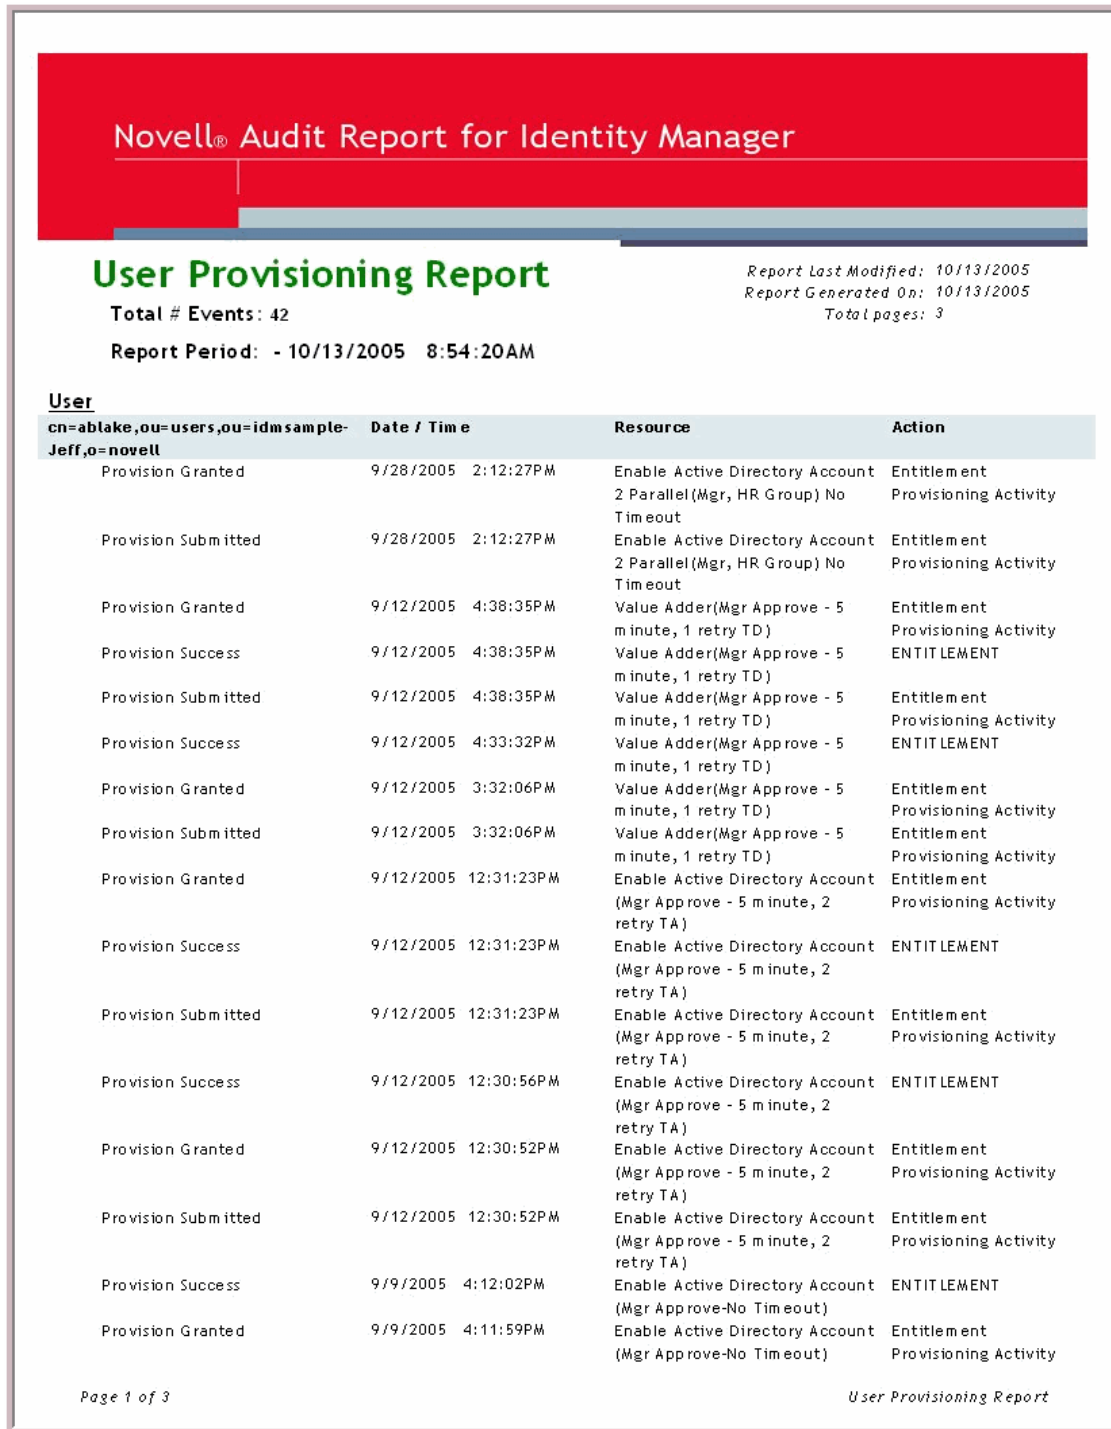 Novell® Audit Report for Identity Manager
User Provisioning Report
Report Last Modified: 10/13/2005
Report Generated On: 10/13/2005
Total # Events: 42
Total pages: 3
Report Period: - 10/13/2005 8:54:20AM
User
cn=ablake,ou=users,ou=idmsample- Date / Time Resource Action
Jeff,o=novell
Provision Granted 9/28/2005 2:12:27PM Enable Active Directory Account Entitlement
2 Parallel(Mgr, HR Group) No Provisioning Activity
Timeout
Provision Submitted 9/28/2005 2:12:27PM Enable Active Directory Account Entitlement
2 Parallel(Mgr, HR Group) No Provisioning Activity
Timeout
Provision Granted 9/12/2005 4:38:35PM Value Adder(Mgr Approve - 5 Entitlement
minute, 1 retry TD) Provisioning Activity
Provision Success 9/12/2005 4:38:35PM Value Adder(Mgr Approve - 5 ENTITLEMENT
minute, 1 retry TD)
Provision Submitted 9/12/2005 4:38:35PM Value Adder(Mgr Approve - 5 Entitlement
minute, 1 retry TD) Provisioning Activity
Provision Success 9/12/2005 4:33:32PM Value Adder(Mgr Approve - 5 ENTITLEMENT
minute, 1 retry TD)
Provision Granted 9/12/2005 3:32:06PM Value Adder(Mgr Approve - 5 Entitlement
minute, 1 retry TD) Provisioning Activity
Provision Submitted 9/12/2005 3:32:06PM Value Adder(Mgr Approve - 5 Entitlement
minute, 1 retry TD) Provisioning Activity
Provision Granted 9/12/2005 12:31:23PM Enable Active Directory Account Entitlement
(Mgr Approve - 5 minute, 2 Provisioning Activity
retry TA)
Provision Success 9/12/2005 12:31:23PM Enable Active Directory Account ENTITLEMENT
(Mgr Approve - 5 minute, 2
retry TA)
Provision Submitted 9/12/2005 12:31:23PM Enable Active Directory Account Entitlement
(Mgr Approve - 5 minute, 2 Provisioning Activity
retry TA)
Provision Success 9/12/2005 12:30:56PM Enable Active Directory Account ENTITLEMENT
(Mgr Approve - 5 minute, 2
retry TA)
Provision Granted 9/12/2005 12:30:52PM Enable Active Directory Account Entitlement
(Mgr Approve - 5 minute, 2 Provisioning Activity
retry TA)
Provision Submitted 9/12/2005 12:30:52PM Enable Active Directory Account Entitlement
(Mgr Approve - 5 minute, 2 Provisioning Activity
retry TA)
Provision Success 9/9/2005 4:12:02PM Enable Active Directory Account ENTITLEMENT
(Mgr Approve-No Timeout)
Provision Granted 9/9/2005 4:11:59PM Enable Active Directory Account Entitlement
(Mgr Approve-No Timeout) Provisioning Activity
Page 1 of 3 User Provisioning Report